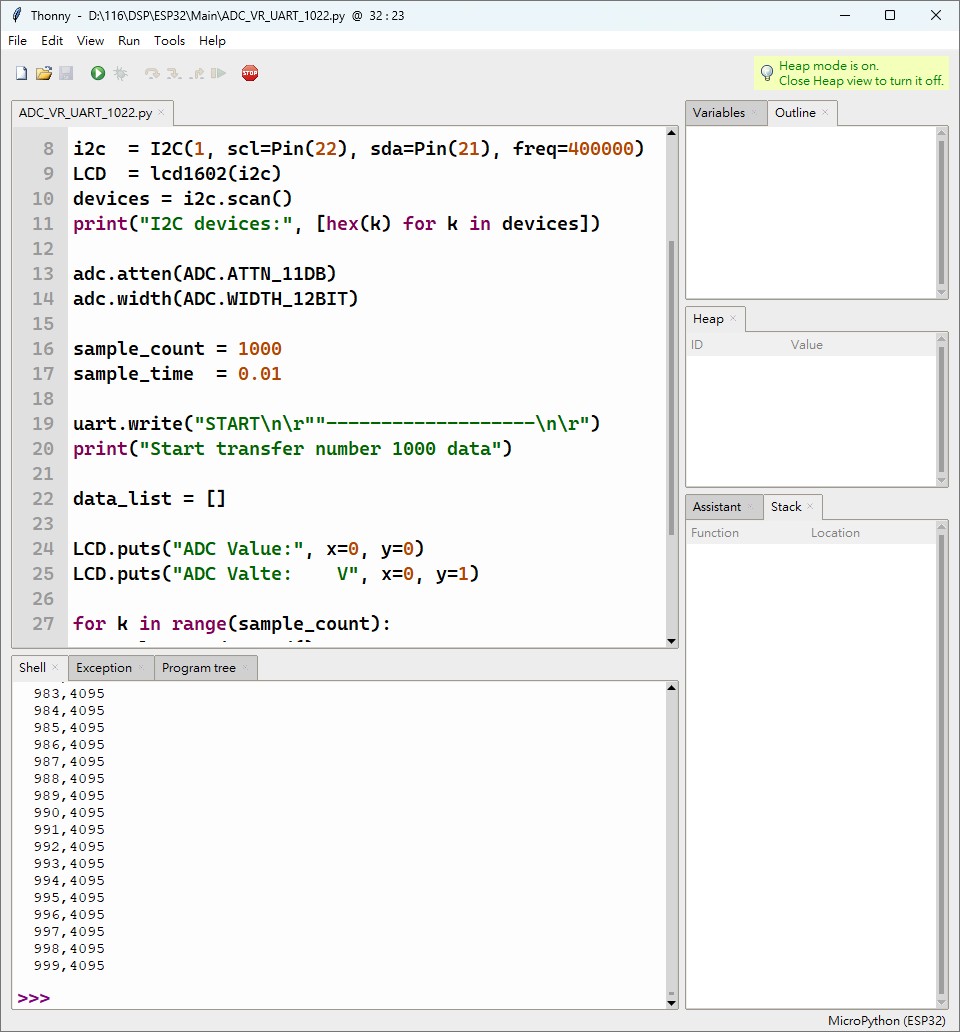 Thonny - D:\116\DSP\ESP32\Main\ADC_VR_UART_1022.py @ 32 : 23
File Edit View Run Tools Help
STOP
Heap mode is on.
Close Heap view to turn it off.
ADC_VR_UART_1022.py
8 i2c  = I2C(1, scl=Pin(22), sda=Pin(21), freq=400000)
9 LCD  = lcd1602(i2c)
10 devices = i2c.scan()
11 print("I2C devices:", [hex(k) for k in devices])
12
13 adc.atten(ADC.ATTN_11DB)
14 adc.width(ADC.WIDTH_12BIT)
15
16 sample_count = 1000
17 sample_time  = 0.01
18
19 uart.write("START\n\r""-------------------\n\r")
20 print("Start transfer number 1000 data")
21
22 data_list = []
23
24 LCD.puts("ADC Value:", x=0, y=0)
25 LCD.puts("ADC Valte:    V", x=0, y=1)
26
27 for k in range(sample_count):
Shell Exception Program tree
983,4095
984,4095
985,4095
986,4095
987,4095
988,4095
989,4095
990,4095
991,4095
992,4095
993,4095
994,4095
995,4095
996,4095
997,4095
998,4095
999,4095
>>>
Variables Outline
Heap
ID Value
Assistant Stack
Function Location
MicroPython (ESP32)